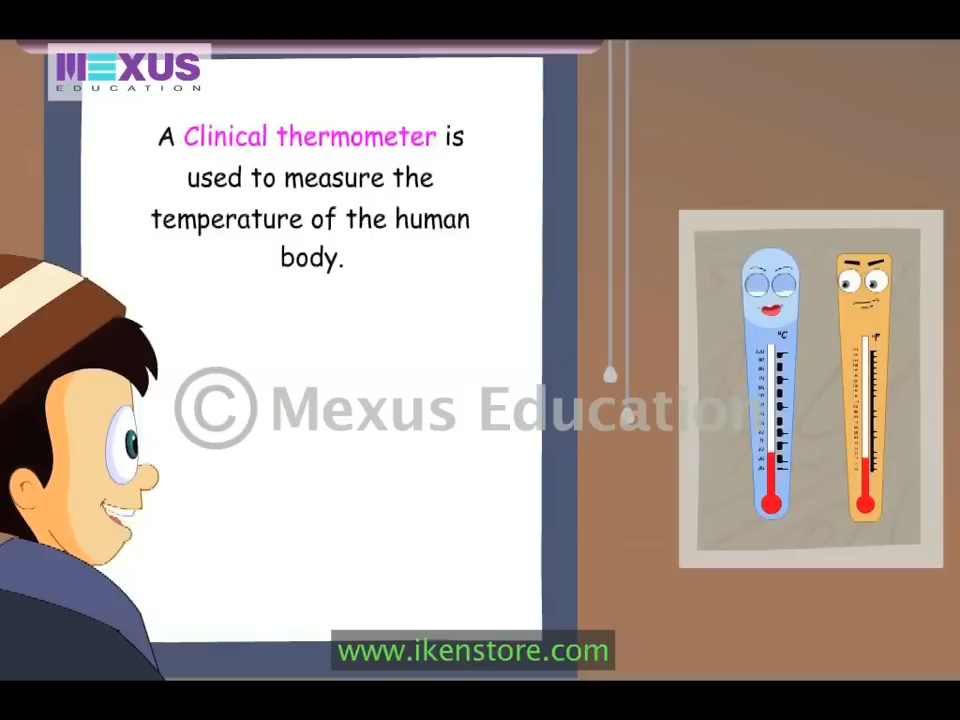 MEXUS
EDUCATION
A Clinical thermometer is
used to measure the
temperature of the human
body.
°C
°F
© Mexus Education
www.ikenstore.com